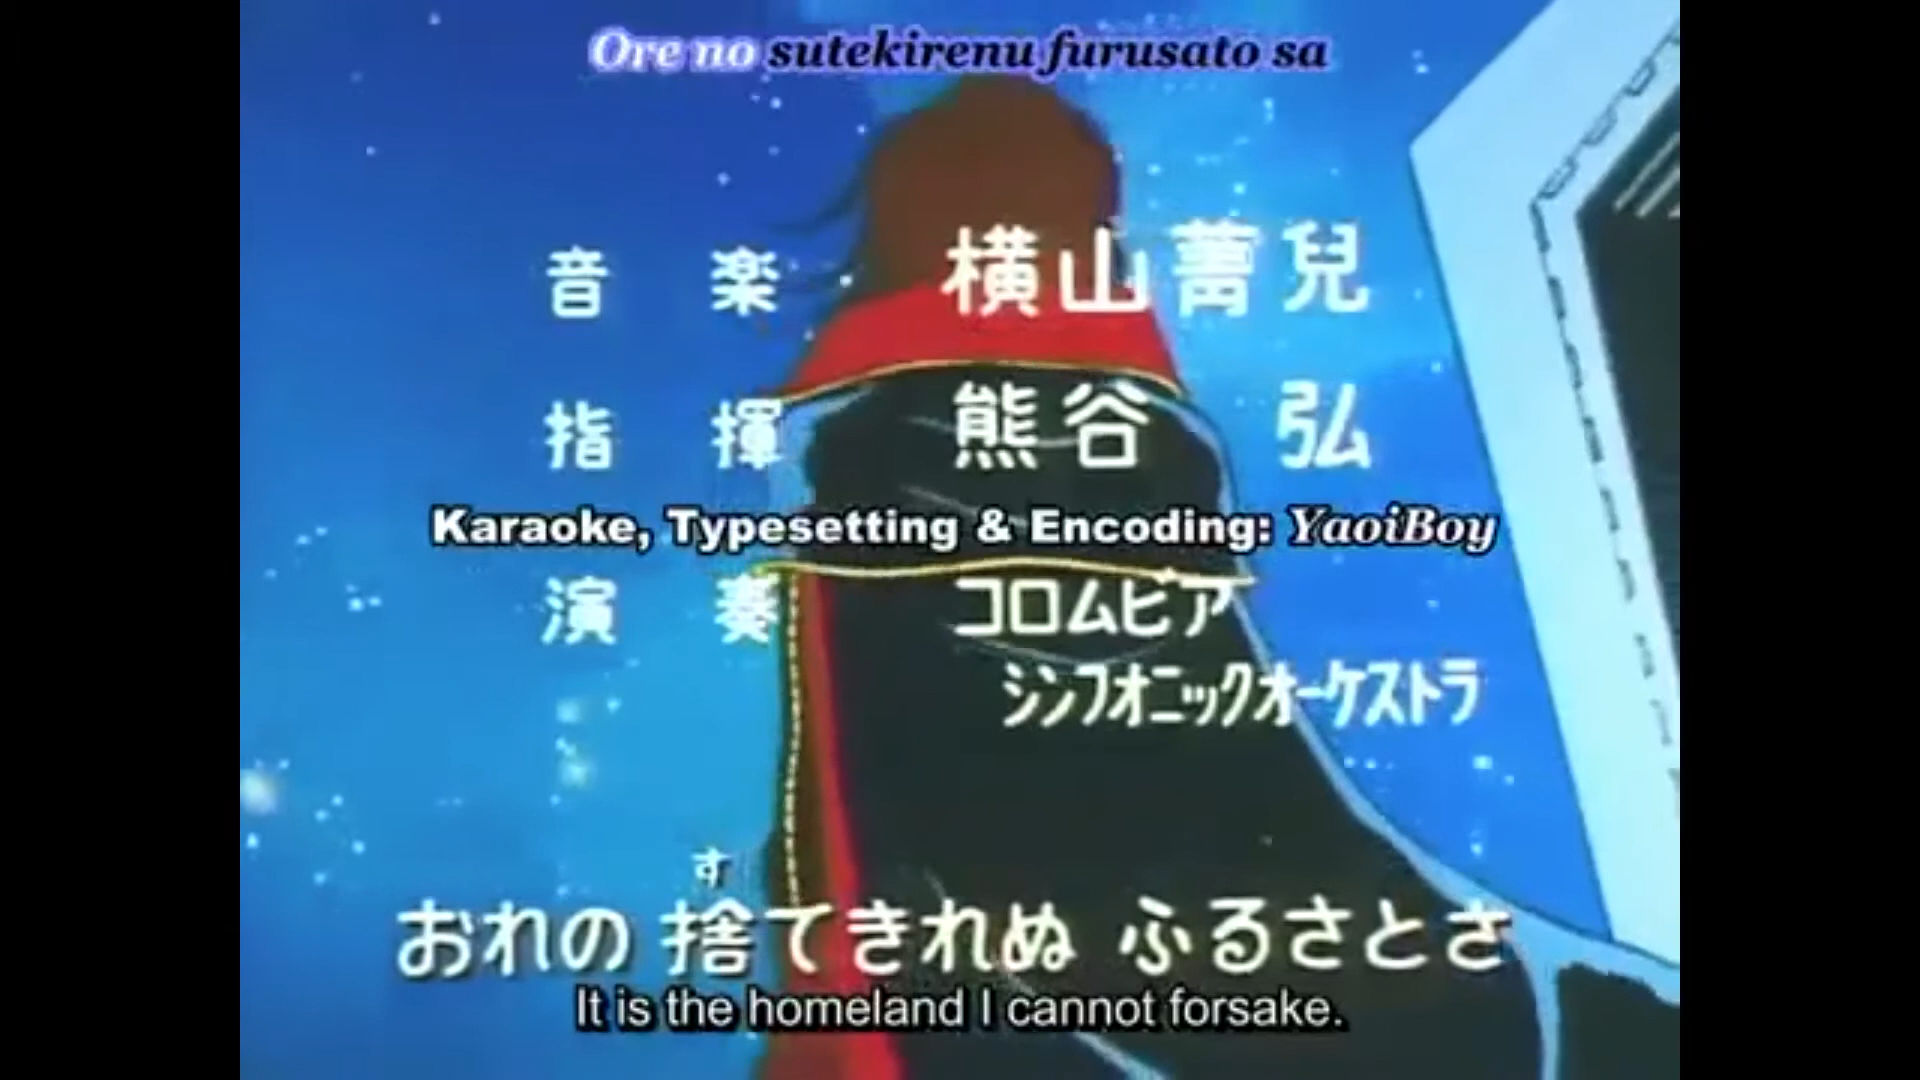 Ore no sutekirenu furusato sa
音楽 横山菁児
指揮 熊谷 弘
Karaoke, Typesetting & Encoding: YaoiBoy
演奏 コロムビア
シンフォニックオーケストラ
す
おれの 捨てきれぬ ふるさとさ
It is the homeland I cannot forsake.